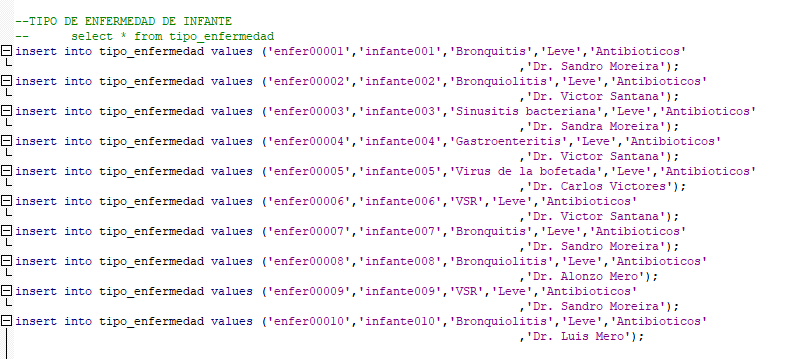 --TIPO DE ENFERMEDAD DE INFANTE
-- select * from tipo_enfermedad
insert into tipo_enfermedad values ('enfer00001','infante001','Bronquitis','Leve','Antibioticos'
,'Dr. Sandro Moreira');
insert into tipo_enfermedad values ('enfer00002','infante002','Bronquiolitis','Leve','Antibioticos'
,'Dr. Victor Santana');
insert into tipo_enfermedad values ('enfer00003','infante003','Sinusitis bacteriana','Leve','Antibioticos'
,'Dr. Sandra Moreira');
insert into tipo_enfermedad values ('enfer00004','infante004','Gastroenteritis','Leve','Antibioticos'
,'Dr. Victor Santana');
insert into tipo_enfermedad values ('enfer00005','infante005','Virus de la bofetada','Leve','Antibioticos'
,'Dr. Carlos Victores');
insert into tipo_enfermedad values ('enfer00006','infante006','VSR','Leve','Antibioticos'
,'Dr. Victor Santana');
insert into tipo_enfermedad values ('enfer00007','infante007','Bronquitis','Leve','Antibioticos'
,'Dr. Sandro Moreira');
insert into tipo_enfermedad values ('enfer00008','infante008','Bronquiolitis','Leve','Antibioticos'
,'Dr. Alonzo Mero');
insert into tipo_enfermedad values ('enfer00009','infante009','VSR','Leve','Antibioticos'
,'Dr. Sandro Moreira');
insert into tipo_enfermedad values ('enfer00010','infante010','Bronquiolitis','Leve','Antibioticos'
,'Dr. Luis Mero');